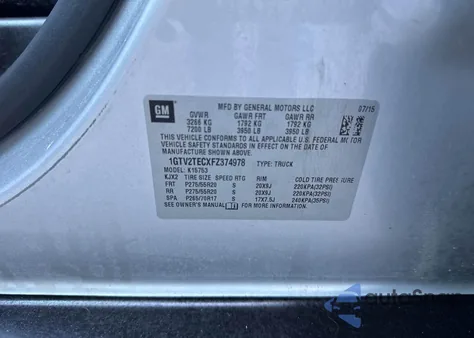 GM
MFD BY GENERAL MOTORS LLC 07/15
GVWR GAWR FRT GAWR RR
3266 KG 1792 KG 1792 KG
7200 LB 3950 LB 3950 LB
THIS VEHICLE CONFORMS TO ALL APPLICABLE U.S. FEDERAL MOTOR
VEHICLE SAFETY STANDARDS IN EFFECT ON THE DATE OF
MANUFACTURE SHOWN ABOVE.
1GTV2TECXFZ374978 TYPE: TRUCK
MODEL: K15753
KJX2 TIRE SIZE SPEED RTG RIM COLD TIRE PRESSURE
FRT P275/55R20 S 20X9J 220KPA(32PSI)
RR P275/55R20 S 20X9J 220KPA(32PSI)
SPA P265/70R17 S 17X7.5J 240KPA(35PSI)
SEE OWNER'S MANUAL FOR MORE INFORMATION.